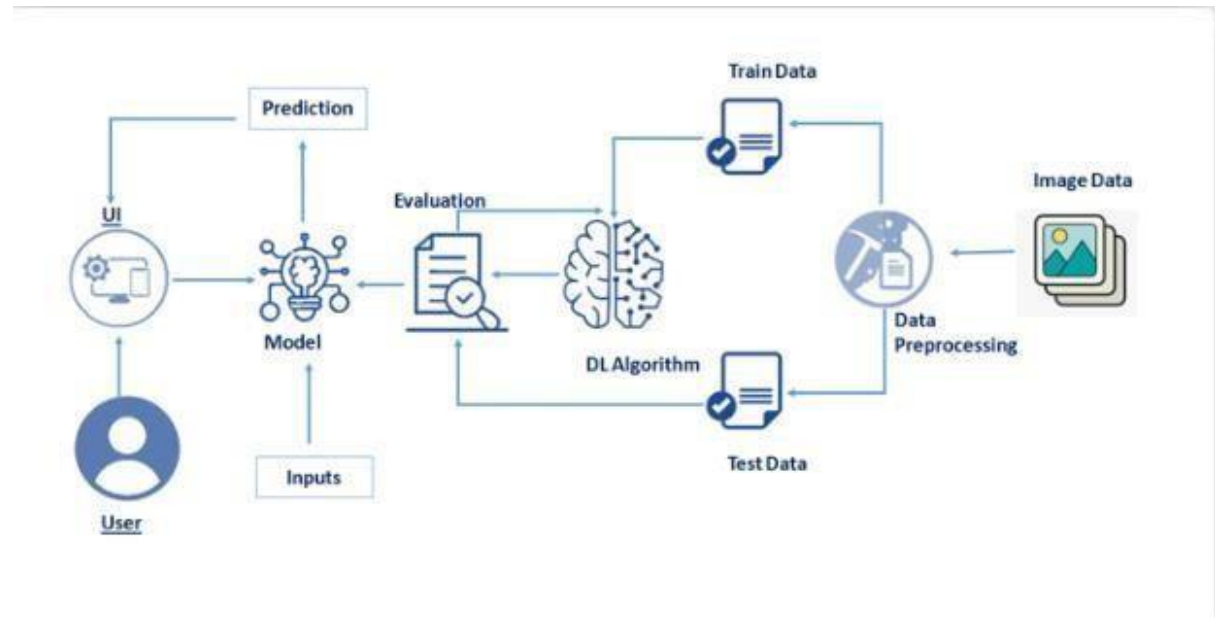 Train Data
Prediction
Image Data
Evaluation
UI
Data
Preprocessing
Model
DL Algorithm
Test Data
Inputs
User